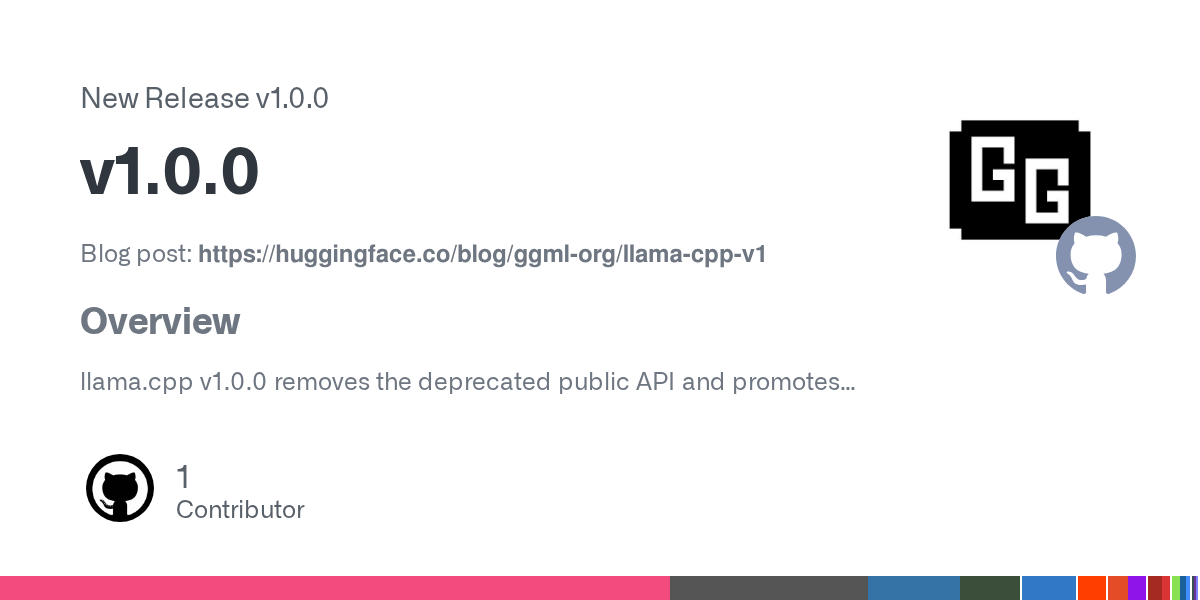 New Release v1.0.0
v1.0.0
Blog post: https://huggingface.co/blog/ggml-org/llama-cpp-v1
Overview
llama.cpp v1.0.0 removes the deprecated public API and promotes...
1
Contributor
GG